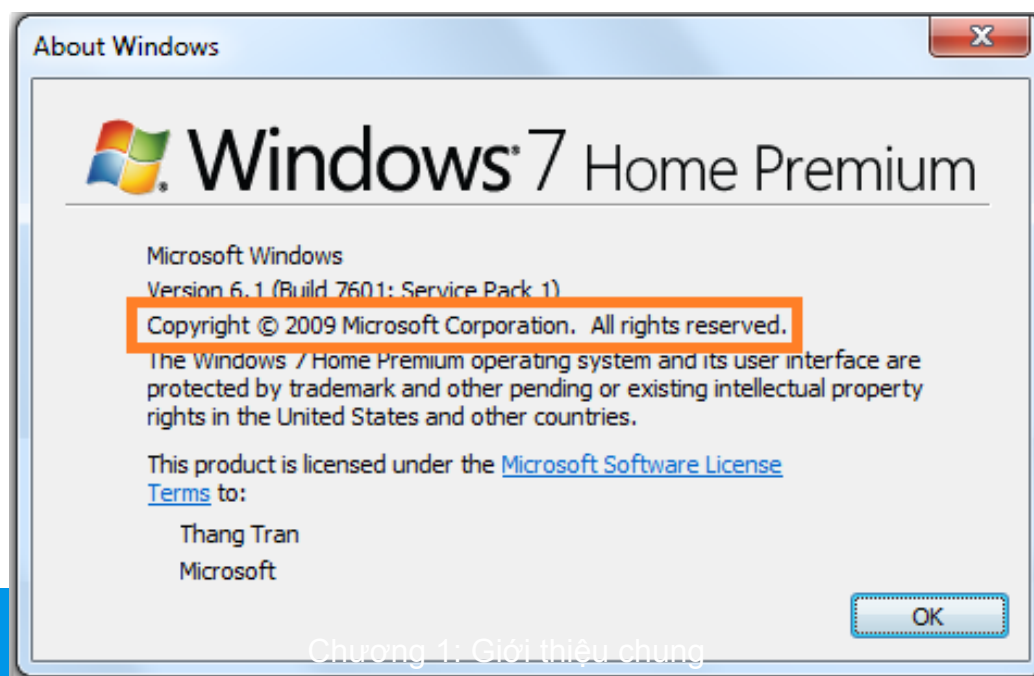 About Windows
Windows 7 Home Premium
Microsoft Windows
Version 6.1 (Build 7601: Service Pack 1)
Copyright © 2009 Microsoft Corporation. All rights reserved.
The Windows 7 Home Premium operating system and its user interface are
protected by trademark and other pending or existing intellectual property
rights in the United States and other countries.
This product is licensed under the Microsoft Software License
Terms to:
Thang Tran
Microsoft
OK
Chương 1: Giới thiệu chung